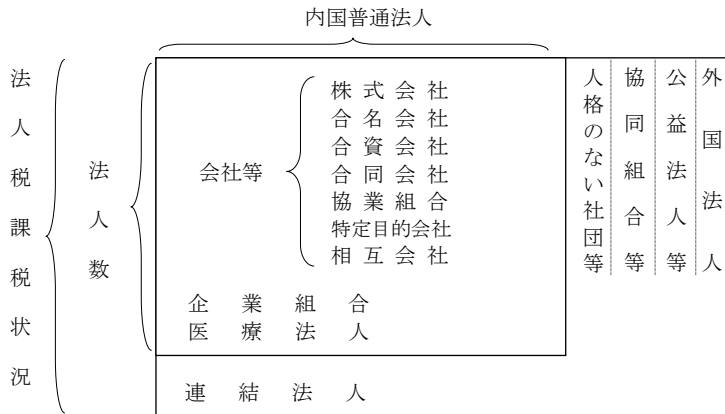 内国普通法人
法人税課税状況
法人数
会社等
株式会社
合名会社
合資会社
合同会社
協業組合
特定目的会社
相互会社
企業組合
医療法人
連結法人
人格のない社団等
協同組合等
公益法人等
外国法人